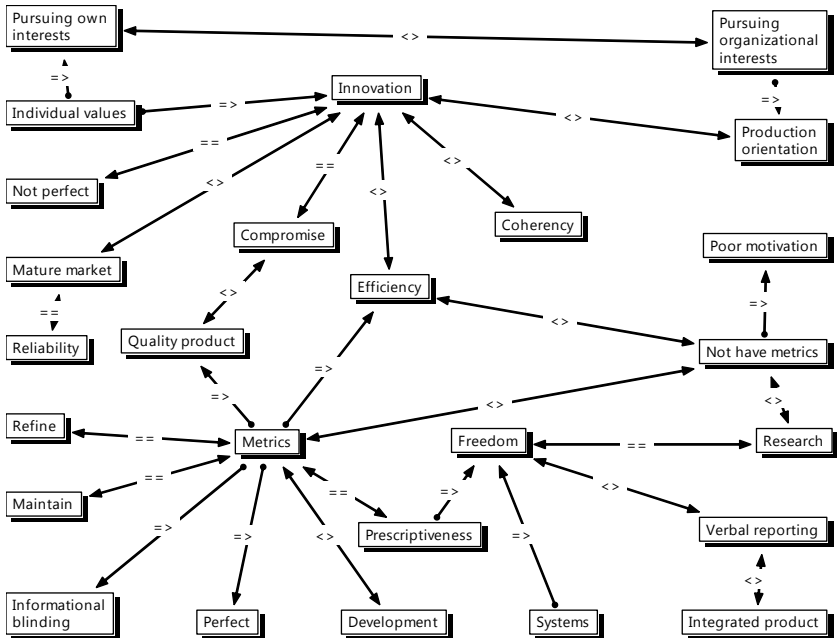 Pursuing own
interests
<>
Pursuing
organizational
interests
=>
Innovation
=>
Individual values
=>
<>
Production
orientation
==
==
<>
Not perfect
<>
<>
Compromise
Coherency
Poor motivation
Mature market
<>
Efficiency
=>
==
<>
Reliability
Quality product
Not have metrics
=>
=>
<>
<>
Refine
==
Metrics
Freedom
==
Research
==
==
=>
<>
Maintain
=>
=>
<>
Prescriptiveness
=>
Verbal reporting
<>
Informational
blinding
Perfect
Development
Systems
Integrated product